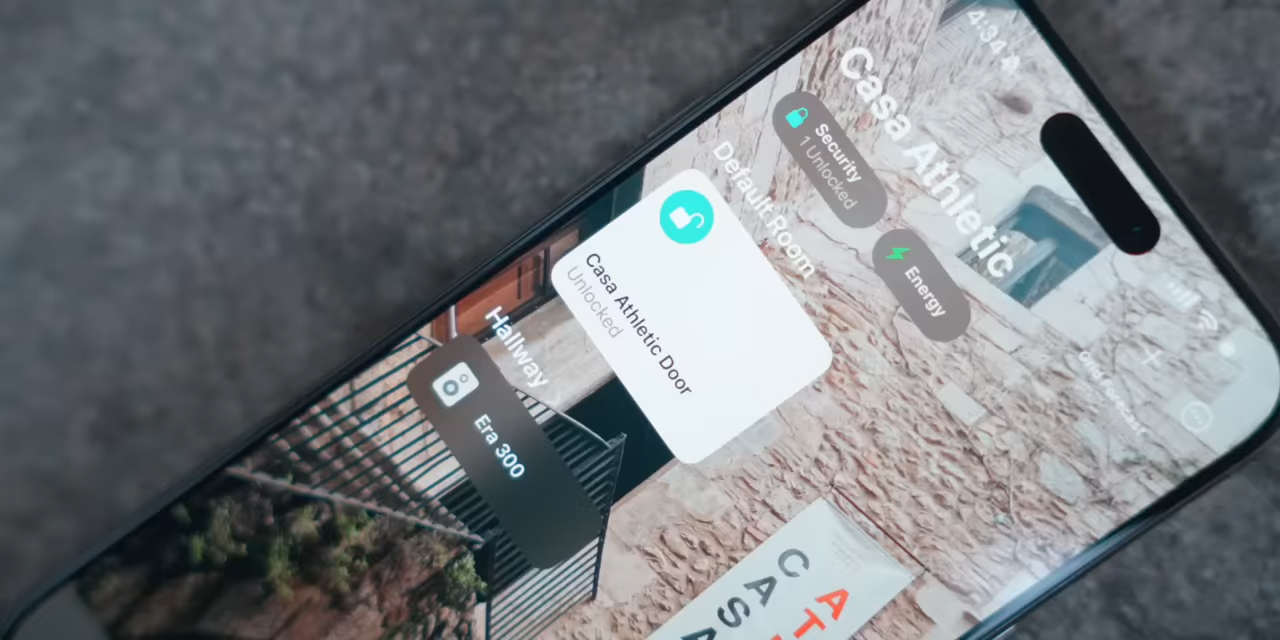 4:34
Casa Athletic
Security
1 Unlocked
Energy
Default Room
Casa Athletic Door
Unlocked
Hallway
Era 300
C A
A T
S
A